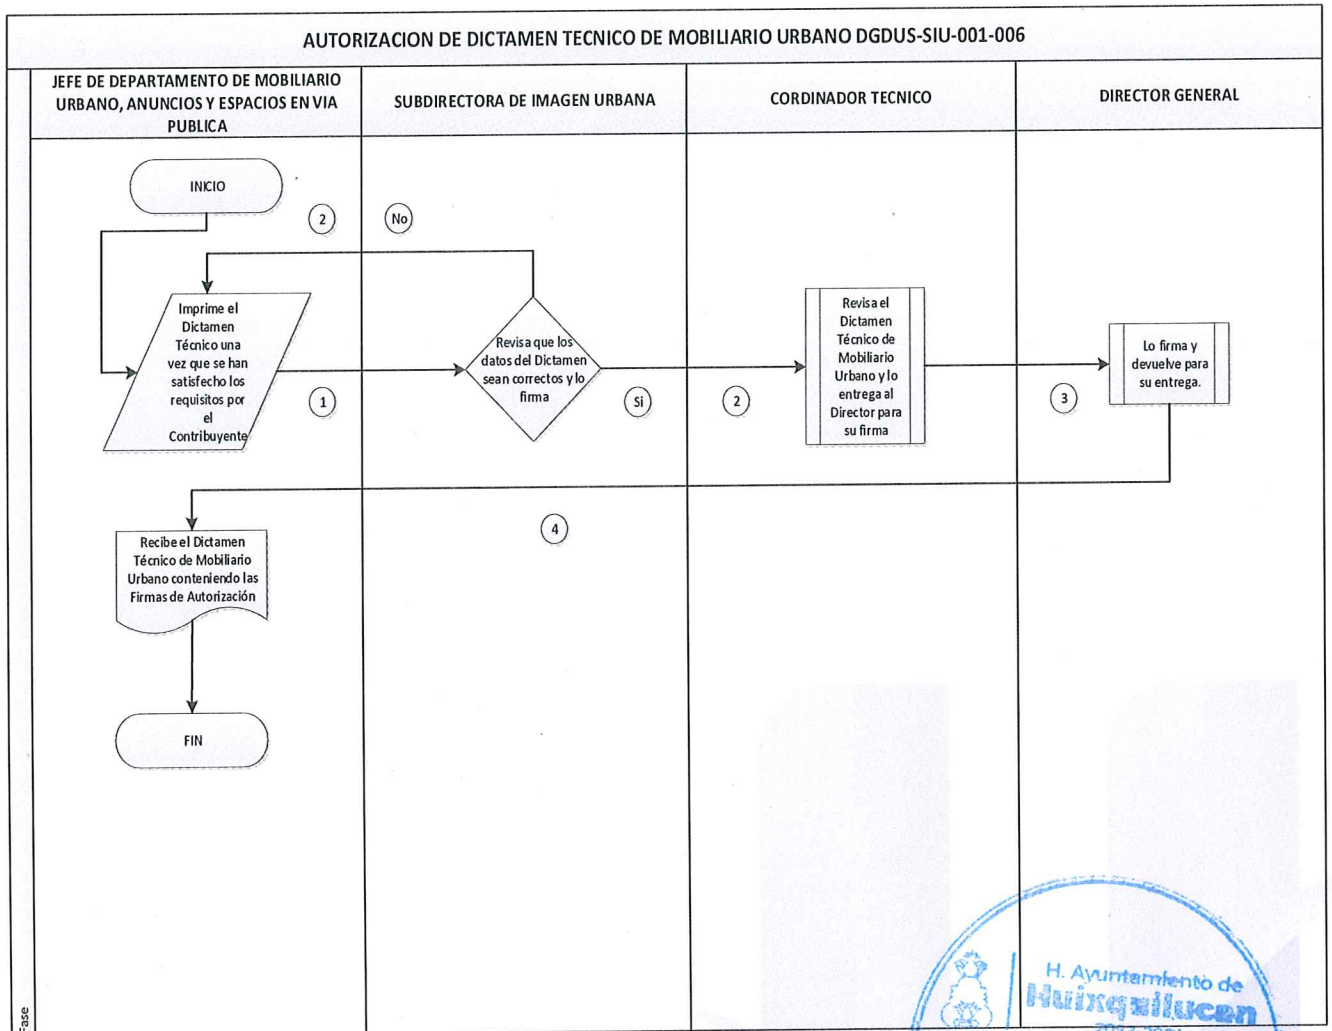 AUTORIZACION DE DICTAMEN TECNICO DE MOBILIARIO URBANO DGDUS-SIU-001-006
JEFE DE DEPARTAMENTO DE MOBILIARIO
URBANO, ANUNCIOS Y ESPACIOS EN VIA
PUBLICA
SUBDIRECTORA DE IMAGEN URBANA
CORDINADOR TECNICO
DIRECTOR GENERAL
INICIO
2
No
Imprime el
Dictamen
Técnico una
vez que se han
satisfecho los
requisitos por
el
Contribuyente
1
Revisa que los
datos del Dictamen
sean correctos y lo
firma
Si
2
Revisa el
Dictamen
Técnico de
Mobiliario
Urbano y lo
entrega al
Director para
su firma
3
Lo firma y
devuelve para
su entrega.
4
Recibe el Dictamen
Técnico de Mobiliario
Urbano conteniendo las
Firmas de Autorización
FIN
Fase
H. Ayuntamiento de
Huixquilucan